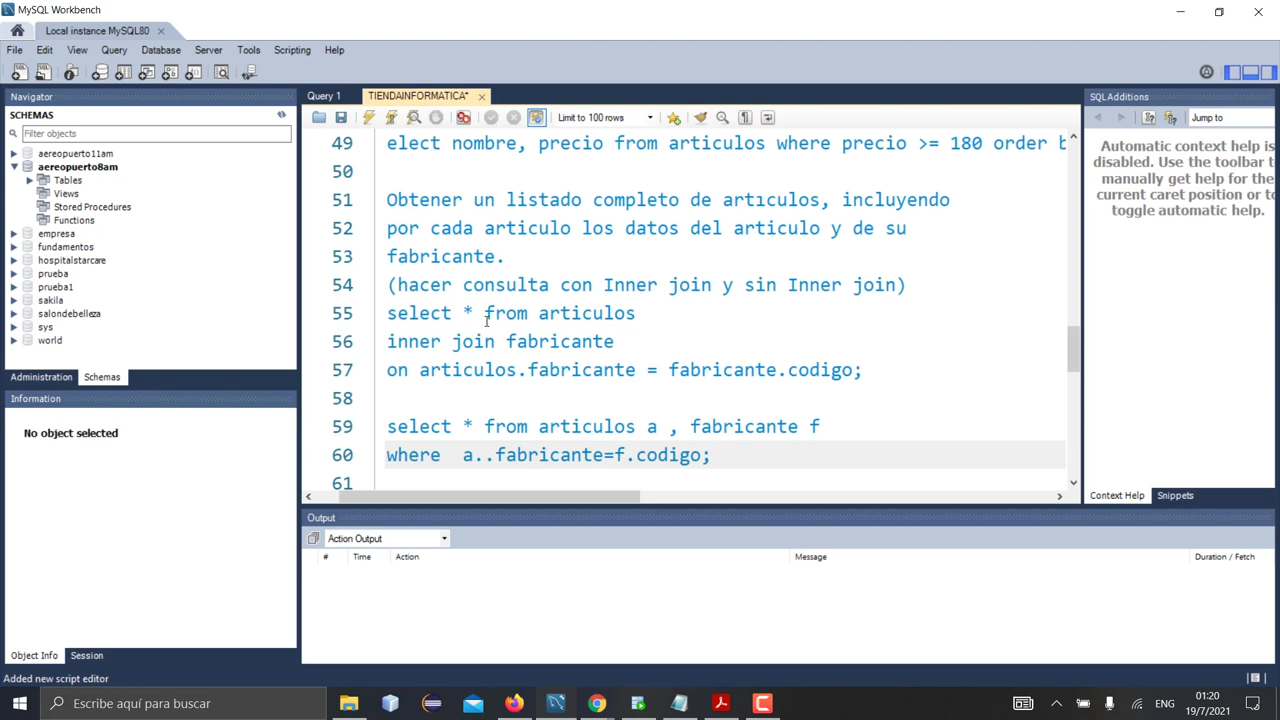 MySQL Workbench
Local instance MySQL80
File Edit View Query Database Server Tools Scripting Help
Navigator
SCHEMAS
Filter objects
aereopuerto11am
aereopuerto8am
Tables
Views
Stored Procedures
Functions
empresa
fundamentos
hospitalstarcare
prueba
prueba1
sakila
salondebelleza
sys
world
Administration Schemas
Information
No object selected
Object Info Session
Added new script editor
Query 1 TIENDAINFORMATICA*
Limit to 100 rows
49 elect nombre, precio from articulos where precio >= 180 order b
50
51 Obtener un listado completo de artıculos, incluyendo
52 por cada articulo los datos del articulo y de su
53 fabricante.
54 (hacer consulta con Inner join y sin Inner join)
55 select * from articulos
56 inner join fabricante
57 on articulos.fabricante = fabricante.codigo;
58
59 select * from articulos a , fabricante f
60 where  a..fabricante=f.codigo;
61
Output
Action Output
# Time Action Message Duration / Fetch
SQLAdditions
Jump to
Automatic context help is
disabled. Use the toolbar t
manually get help for the
current caret position or to
toggle automatic help.
Context Help Snippets
Escribe aquí para buscar
ENG
01:20
19/7/2021